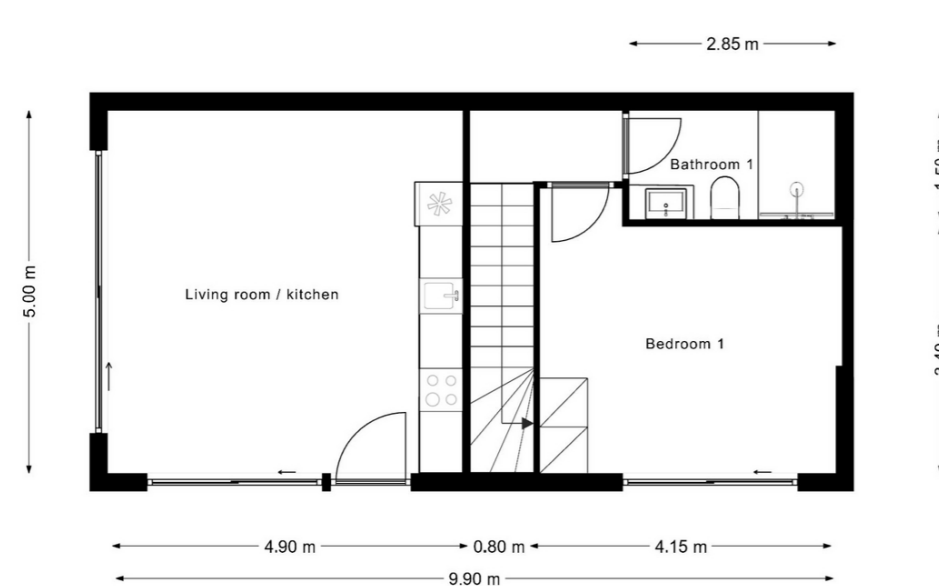 2.85 m
Bathroom 1
5.00 m
Living room / kitchen
Bedroom 1
4.90 m
0.80 m
4.15 m
9.90 m